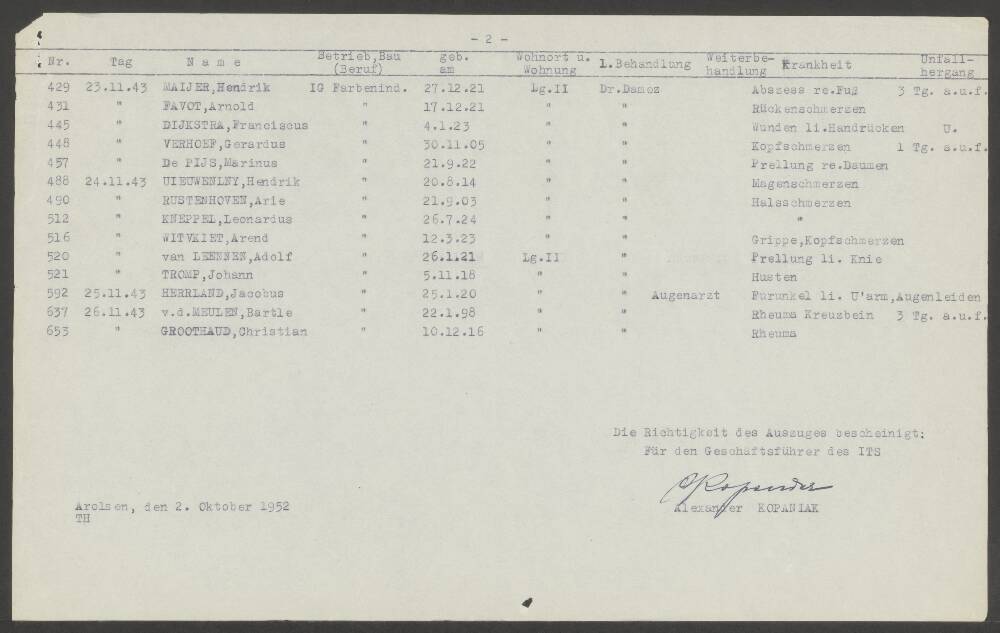 - 2 -
Nr. Tag N a m e Betrieb,Bau (Beruf) geb. am Wohnort u. Wohnung 1.Behandlung Weiterbe- handlung Krankheit Unfall- hergang
429 23.11.43 MAIJER,Hendrik IG Farbenind. 27.12.21 Lg.II Dr.Damez Abszess re.Fuß 3 Tg. a.u.f.
431 " FAVOT,Arnold " 17.12.21 " " Rückenschmerzen
445 " DIJKSTRA,Franciscus " 4.1.23 " " Wunden li.Handrücken U.
448 " VERHOEF,Gerardus " 30.11.05 " " Kopfschmerzen 1 Tg. a.u.f.
457 " De PIJS,Marinus " 21.9.22 " " Prellung re.Daumen
488 24.11.43 UIEUWENLNY,Hendrik " 20.8.14 " " Magenschmerzen
490 " RUSTENHOVEN,Arie " 21.9.03 " " Halsschmerzen
512 " KNEPPEL,Leonardus " 26.7.24 " " "
516 " WITVKIET,Arend " 12.3.23 " " Grippe,Kopfschmerzen
520 " van LEENNEN,Adolf " 26.1.21 Lg.II " Prellung li. Knie
521 " TROMP,Johann " 5.11.18 " " Husten
592 25.11.43 HERRLAND,Jacobus " 25.1.20 " " Augenarzt Furunkel li. U'arm,Augenleiden
637 26.11.43 v.d.MEULEN,Bartle " 22.1.98 " " Rheuma Kreuzbein 3 Tg. a.u.f.
653 " GROOTHAUD,Christian " 10.12.16 " " Rheuma
Die Richtigkeit des Auszuges bescheinigt:
Für den Geschäftsführer des ITS
Alexander KOPANIAK
Arolsen, den 2. Oktober 1952
TH